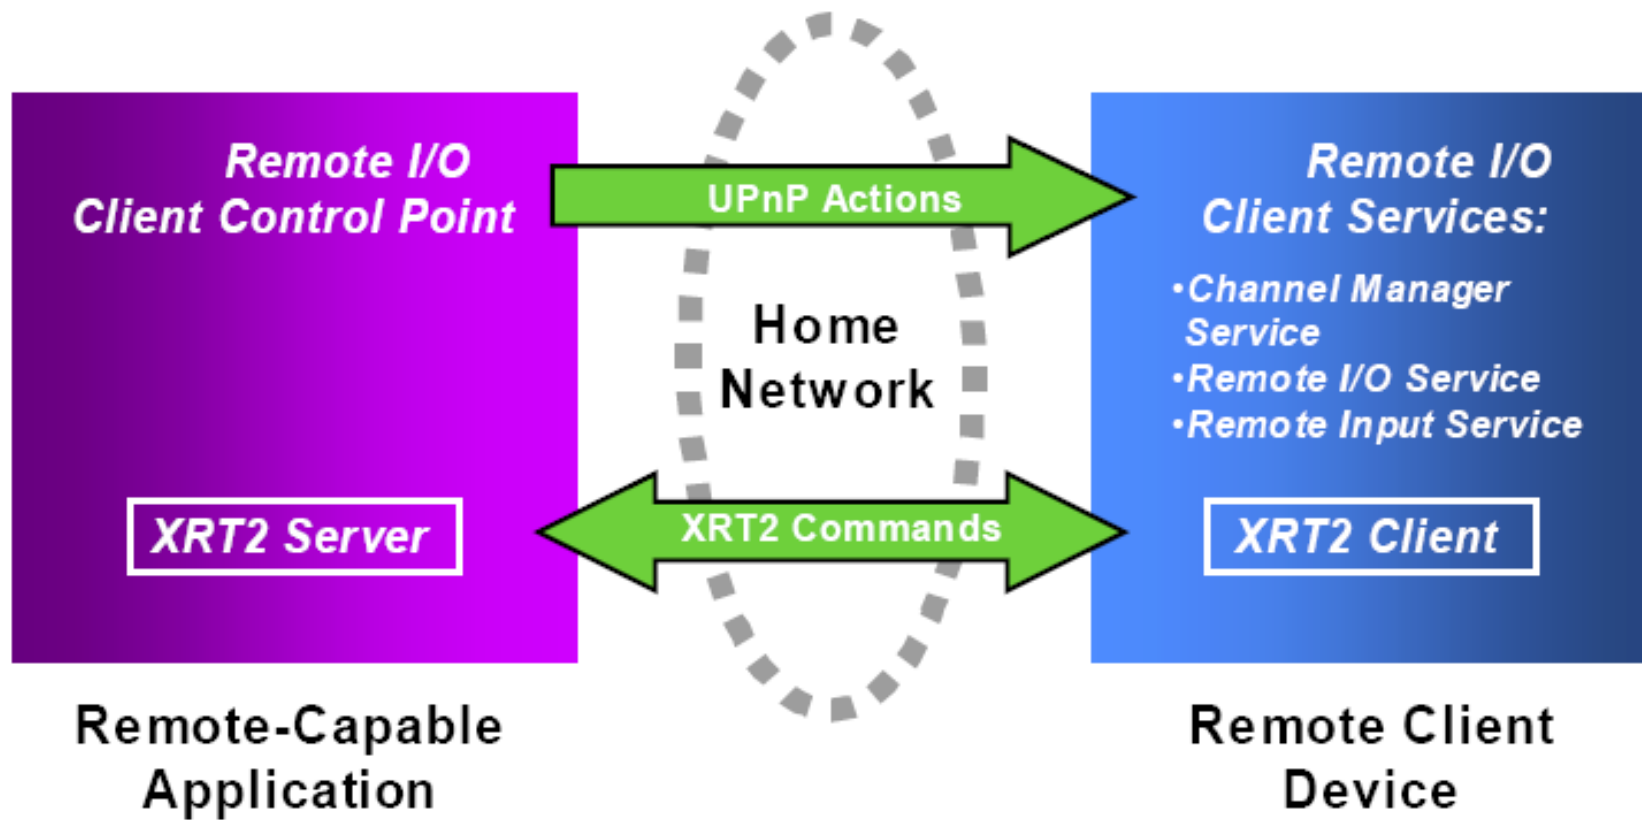 Remote I/O
Client Control Point
XRT2 Server
Remote-Capable
Application
UPnP Actions
Home
Network
XRT2 Commands
Remote I/O
Client Services:
•Channel Manager
Service
•Remote I/O Service
•Remote Input Service
XRT2 Client
Remote Client
Device